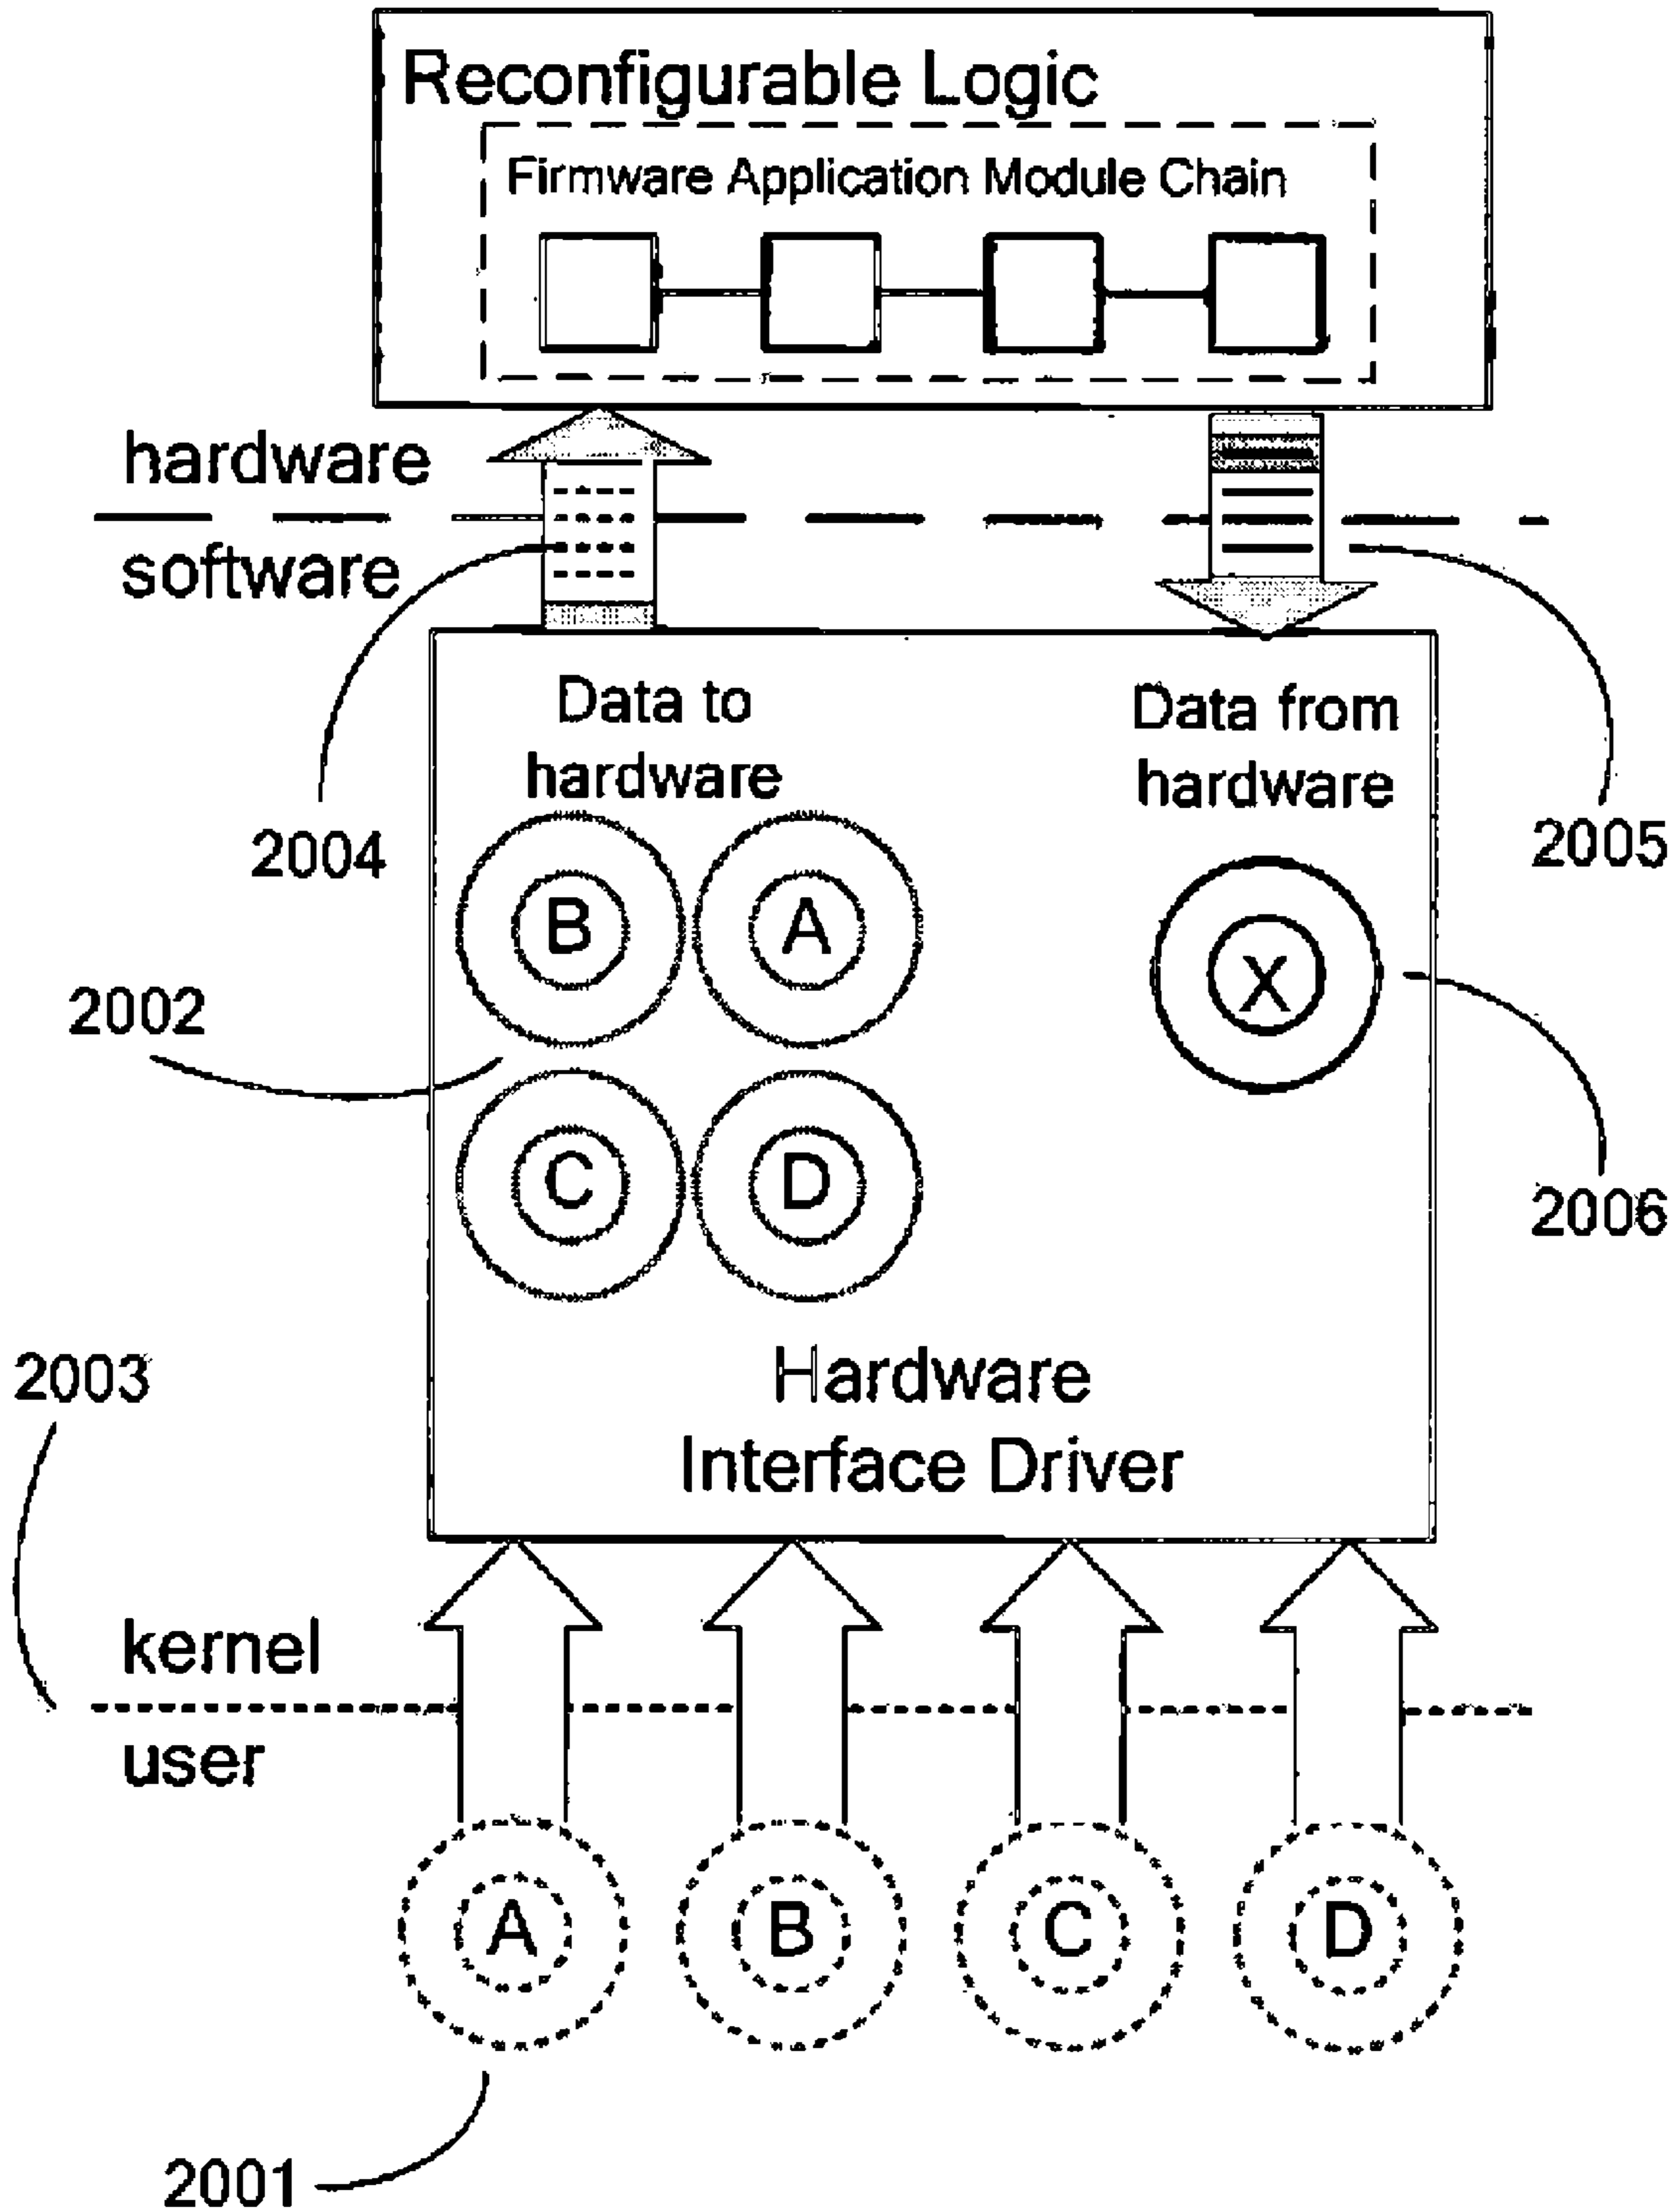 Reconfigurable Logic
Firmware Application Module Chain
hardware
software
Data to
hardware
Data from
hardware
2004
2005
B
A
X
2002
C
D
2006
Hardware
Interface Driver
2003
kernel
user
A
B
C
D
2001